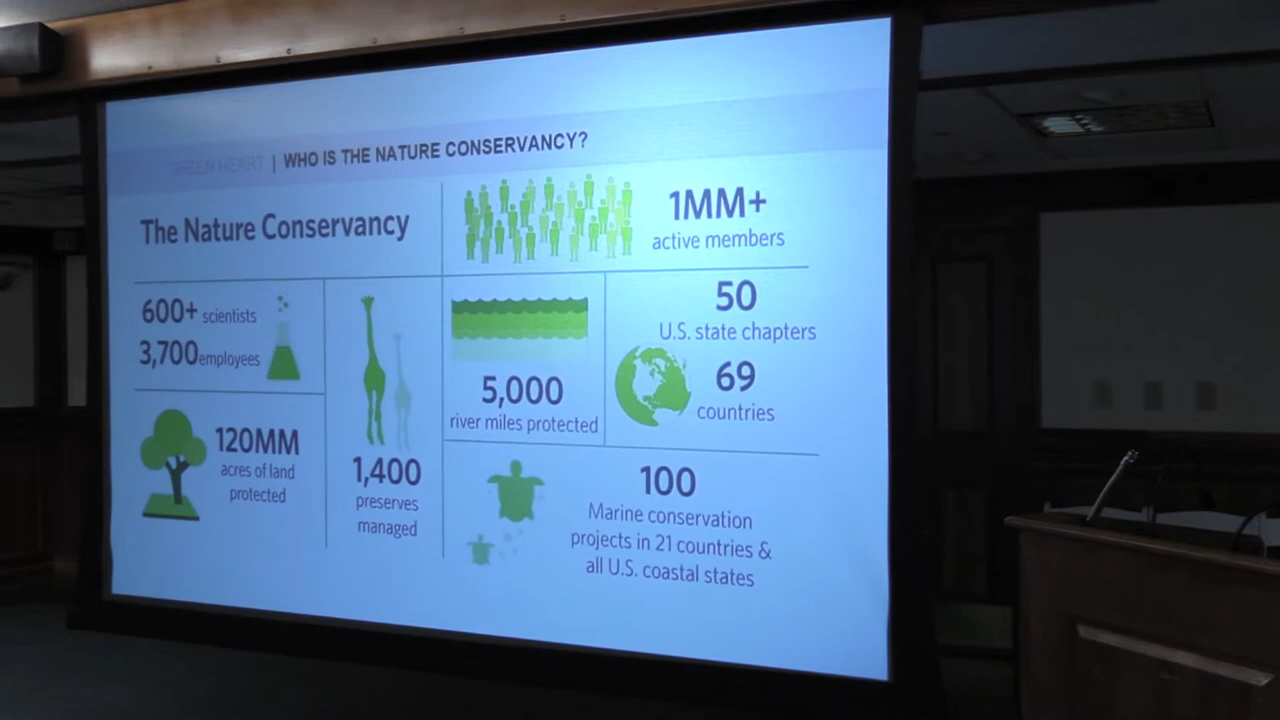 GREEN HEART | WHO IS THE NATURE CONSERVANCY?
The Nature Conservancy
1MM+
active members
600+ scientists
3,700 employees
120MM
acres of land
protected
1,400
preserves
managed
5,000
river miles protected
50
U.S. state chapters
69
countries
100
Marine conservation
projects in 21 countries &
all U.S. coastal states